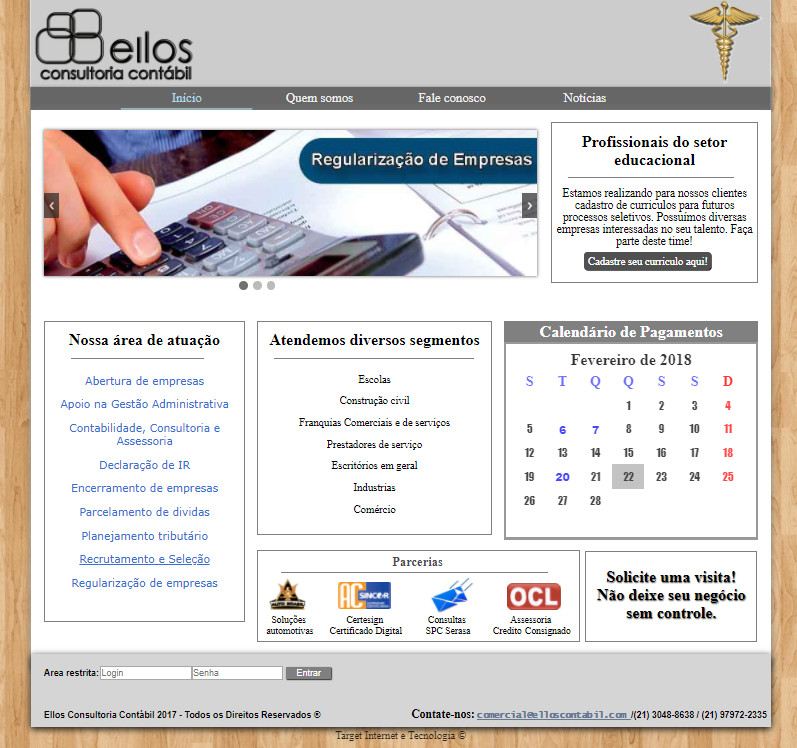 ellos
consultoria contábil
Início
Quem somos
Fale conosco
Notícias
Regularização de Empresas
‹
›
Profissionais do setor
educacional
Estamos realizando para nossos clientes
cadastro de curriculos para futuros
processos seletivos. Possuimos diversas
empresas interessadas no seu talento. Faça
parte deste time!
Cadastre seu curriculo aqui!
Nossa área de atuação
Abertura de empresas
Apoio na Gestão Administrativa
Contabilidade, Consultoria e
Assessoria
Declaração de IR
Encerramento de empresas
Parcelamento de dividas
Planejamento tributário
Recrutamento e Seleção
Regularização de empresas
Atendemos diversos segmentos
Escolas
Construção civil
Franquias Comerciais e de serviços
Prestadores de serviço
Escritórios em geral
Industrias
Comércio
Calendário de Pagamentos
Fevereiro de 2018
S T Q Q S S D
1 2 3 4
5 6 7 8 9 10 11
12 13 14 15 16 17 18
19 20 21 22 23 24 25
26 27 28
Parcerias
AUTO BRASIL
Soluções
automotivas
AC SINCOR
Certesign
Certificado Digital
Consultas
SPC Serasa
OCL
Assessoria
Credito Consignado
Solicite uma visita!
Não deixe seu negócio
sem controle.
Area restrita: Login Senha Entrar
Ellos Consultoria Contábil 2017 - Todos os Direitos Reservados ®
Contate-nos: comercial@elloscontabil.com /(21) 3048-8638 / (21) 97972-2335
Target Internet e Tecnologia ©